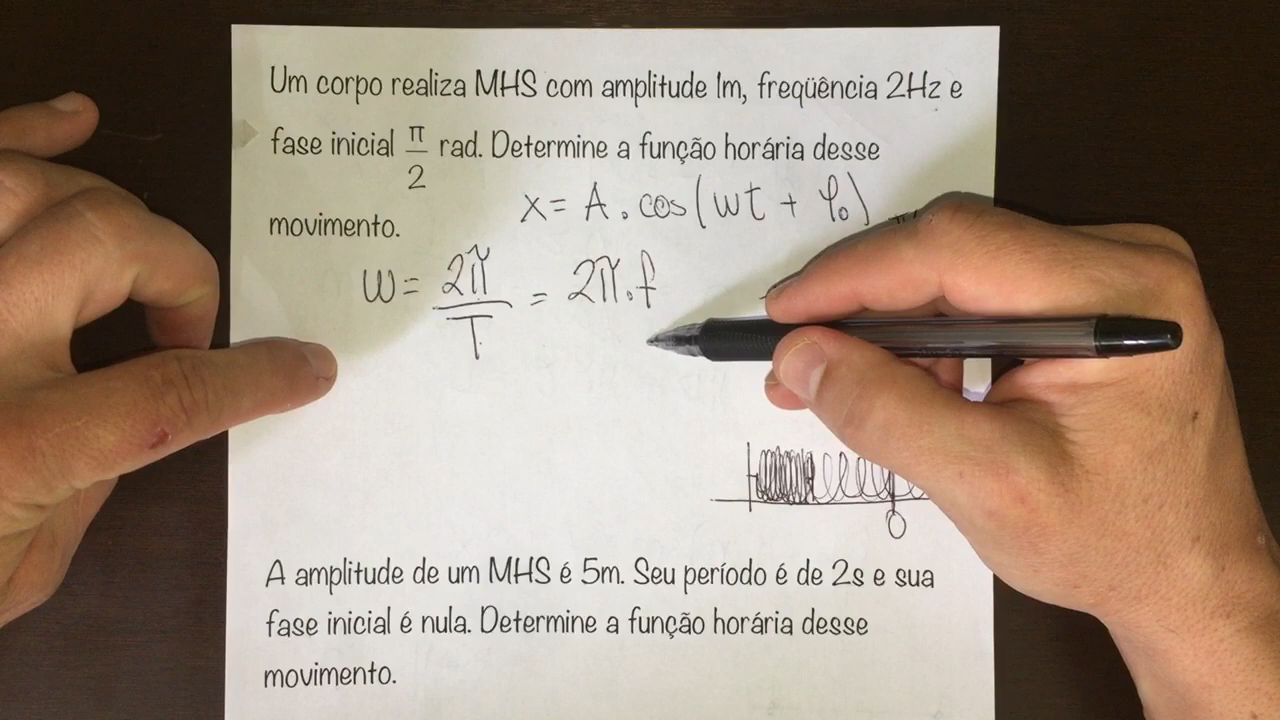 Um corpo realiza MHS com amplitude 1m, freqüência 2Hz e
fase inicial π/2 rad. Determine a função horária desse
movimento.
x = A . cos(wt + φ₀)
w = 2π/T = 2π.f
O
A amplitude de um MHS é 5m. Seu período é de 2s e sua
fase inicial é nula. Determine a função horária desse
movimento.